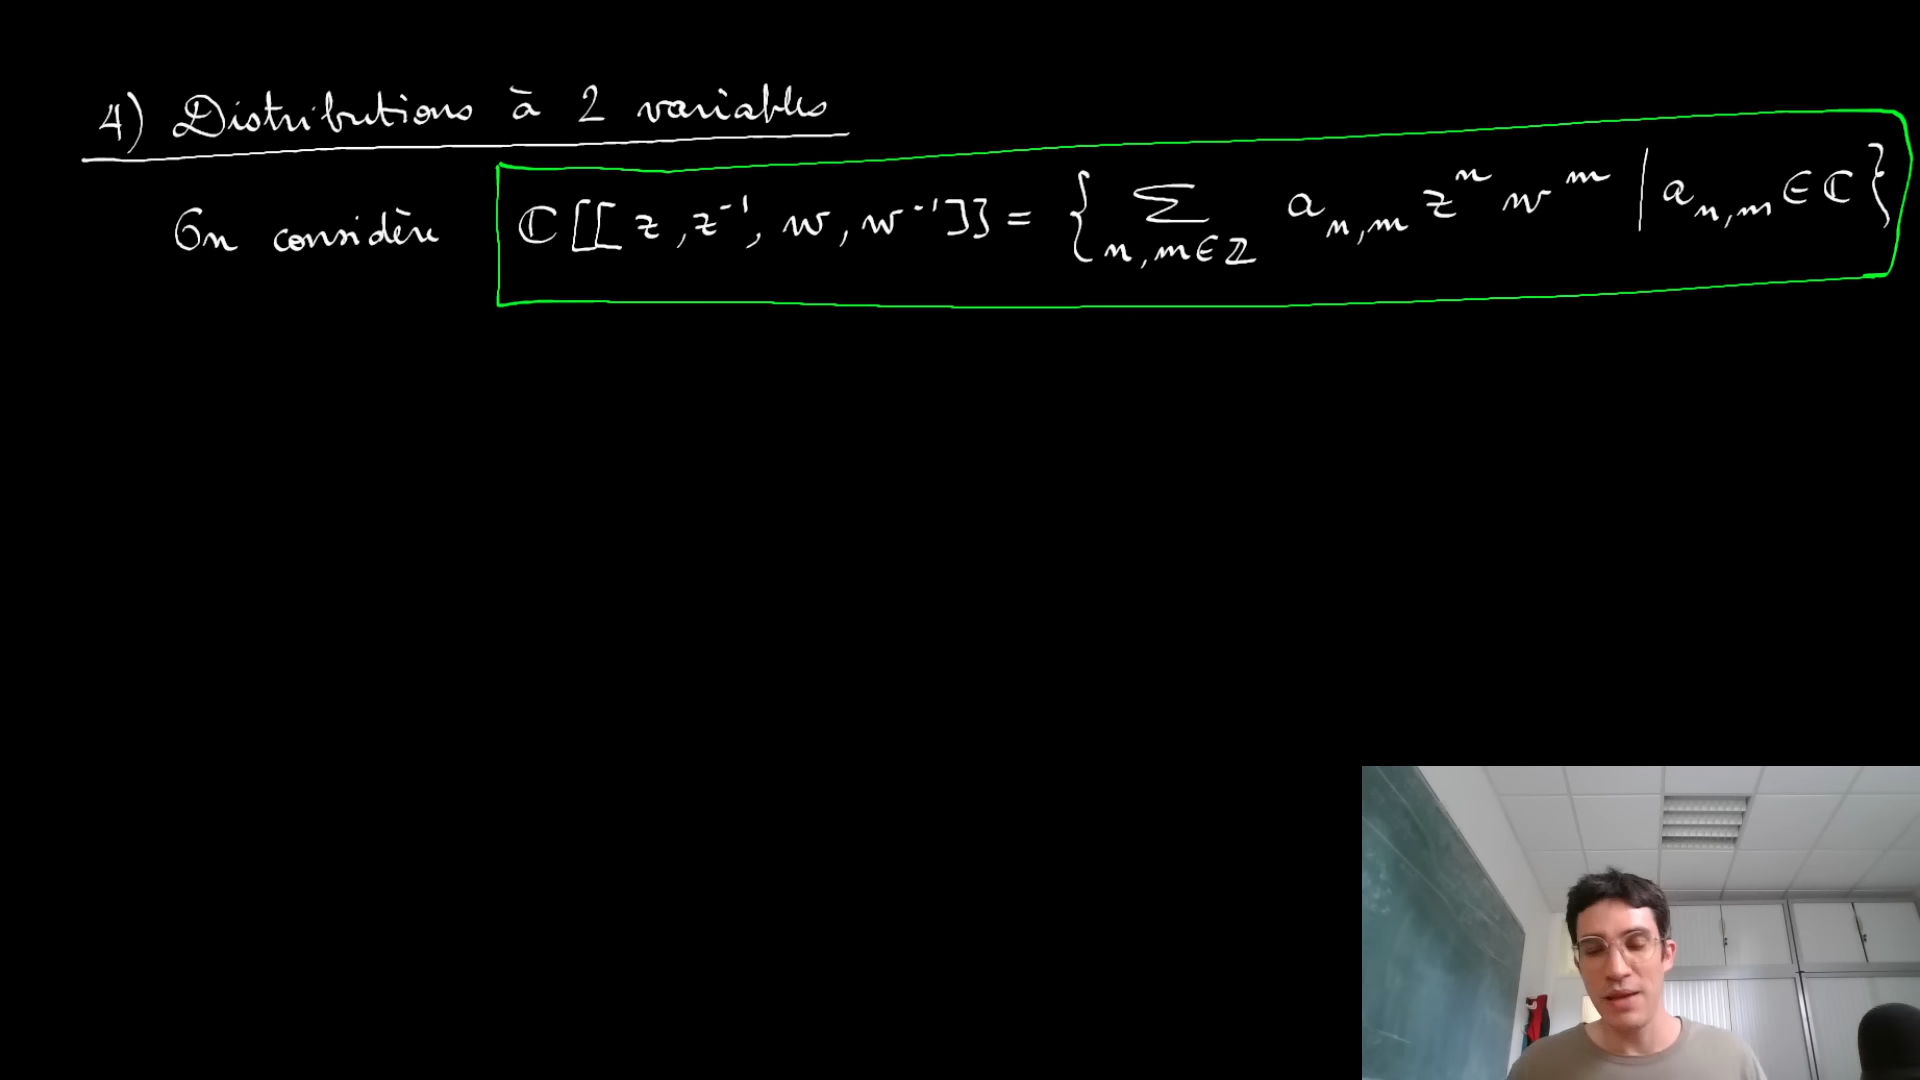 4) Distributions à 2 variables
On considère ℂ[[z, z⁻¹, w, w⁻¹]] = { ∑_{n,m∈ℤ} a_{n,m} zⁿ wᵐ | a_{n,m} ∈ ℂ }